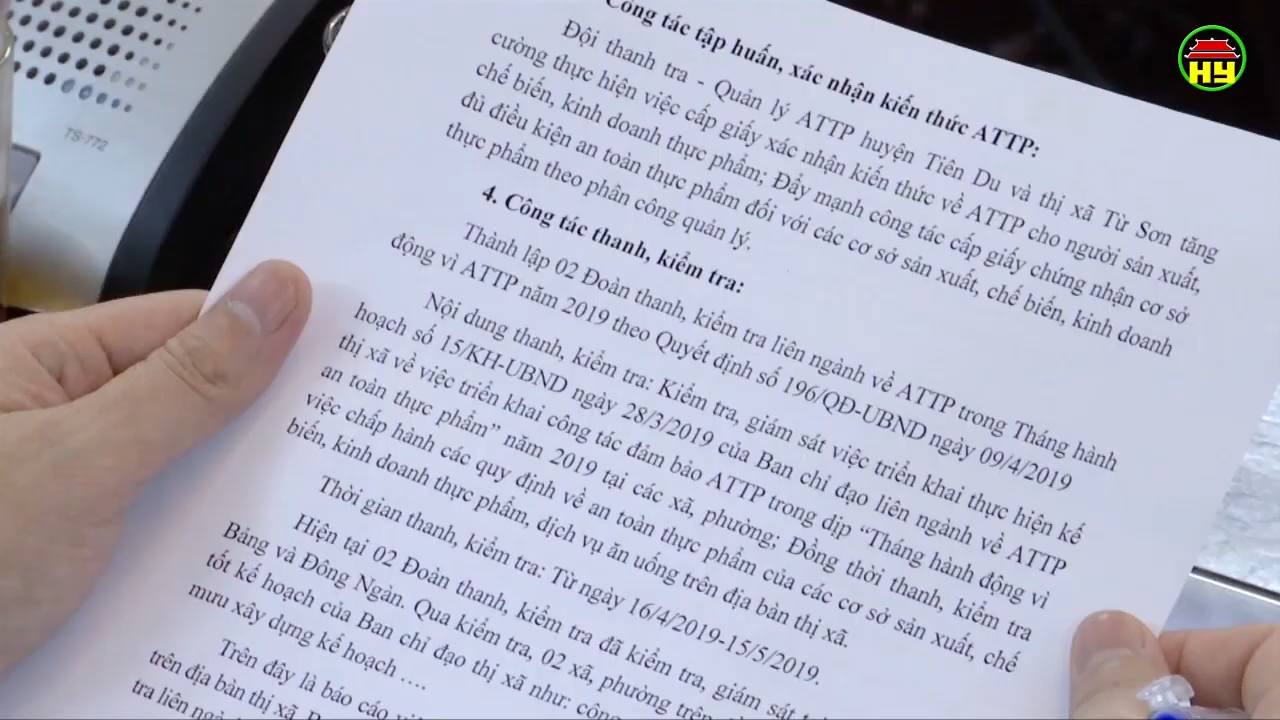 HY
TS-772
Công tác tập huấn, xác nhận kiến thức ATTP:
Đội thanh tra - Quản lý ATTP huyện Tiên Du và thị xã Từ Sơn tăng
cường thực hiện việc cấp giấy xác nhận kiến thức về ATTP cho người sản xuất,
chế biến, kinh doanh thực phẩm; Đẩy mạnh công tác cấp giấy chứng nhận cơ sở
đủ điều kiện an toàn thực phẩm đối với các cơ sở sản xuất, chế biến, kinh doanh
thực phẩm theo phân công quản lý.
4. Công tác thanh, kiểm tra:
Thành lập 02 Đoàn thanh, kiểm tra liên ngành về ATTP trong Tháng hành
động vì ATTP năm 2019 theo Quyết định số 196/QĐ-UBND ngày 09/4/2019
Nội dung thanh, kiểm tra: Kiểm tra, giám sát việc triển khai thực hiện kế
hoạch số 15/KH-UBND ngày 28/3/2019 của Ban chỉ đạo liên ngành về ATTP
thị xã về việc triển khai công tác đảm bảo ATTP trong dịp “Tháng hành động vì
an toàn thực phẩm” năm 2019 tại các xã, phường; Đồng thời thanh, kiểm tra
việc chấp hành các quy định về an toàn thực phẩm của các cơ sở sản xuất, chế
biến, kinh doanh thực phẩm, dịch vụ ăn uống trên địa bàn thị xã.
Thời gian thanh, kiểm tra: Từ ngày 16/4/2019-15/5/2019.
Hiện tại 02 Đoàn thanh, kiểm tra đã kiểm tra, giám sát
Bảng và Đông Ngàn. Qua kiểm tra, 02 xã, phường trên
tốt kế hoạch của Ban chỉ đạo thị xã như: công
mưu xây dựng kế hoạch ….
Trên đây là báo cáo
trên địa bàn thị xã
tra liên